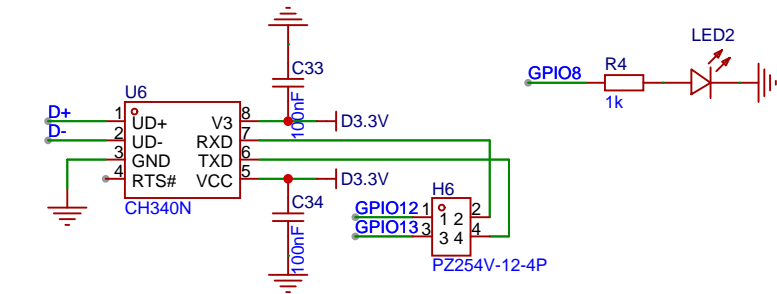 LED2
GPIO8
R4
1k
C33
100nF
U6
D+
1
UD+
V3
8
D3.3V
D-
2
UD-
RXD
7
3
GND
TXD
6
4
RTS#
VCC
5
D3.3V
CH340N
C34
100nF
H6
GPIO12
1
1 2
2
GPIO13
3
3 4
4
PZ254V-12-4P